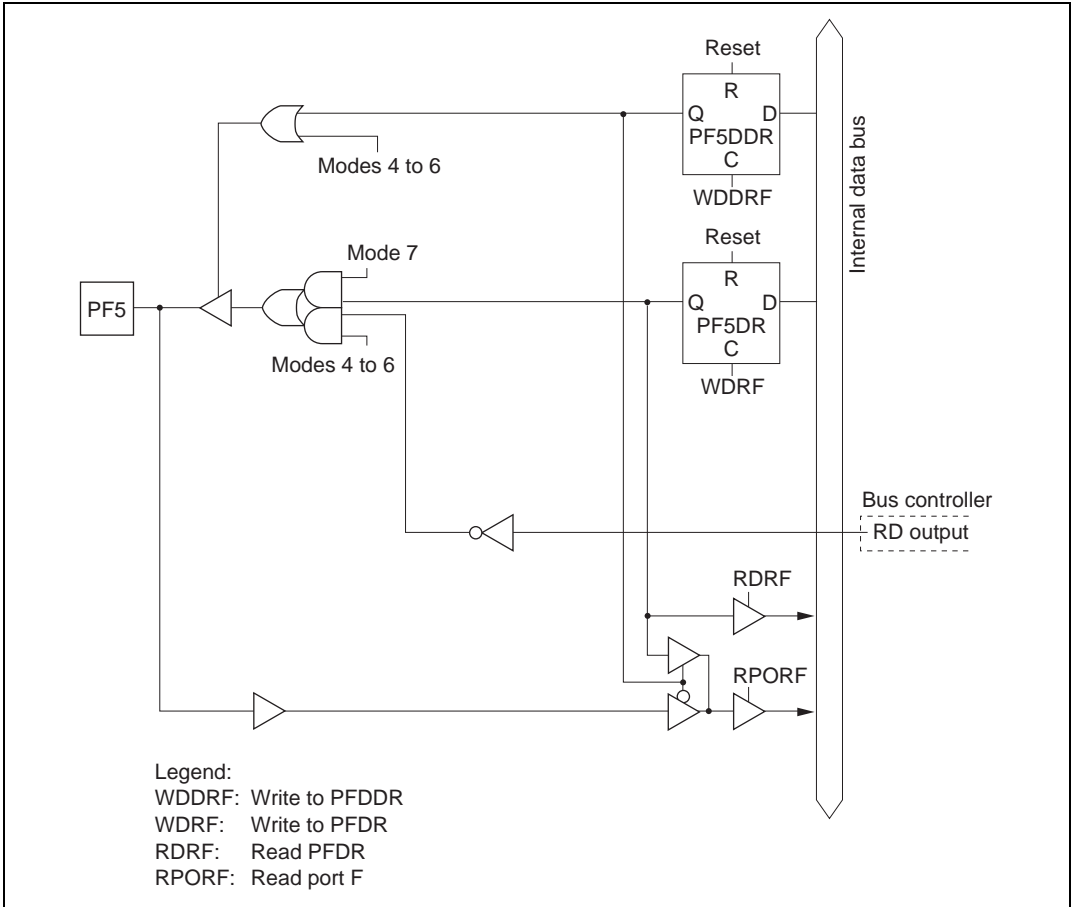 Reset
R
Q D
PF5DDR
C
WDDRF
Internal data bus
Modes 4 to 6
Reset
R
Q D
PF5DR
C
WDRF
Mode 7
PF5
Modes 4 to 6
Bus controller
RD output
RDRF
RPORF
Legend:
WDDRF: Write to PFDDR
WDRF: Write to PFDR
RDRF: Read PFDR
RPORF: Read port F